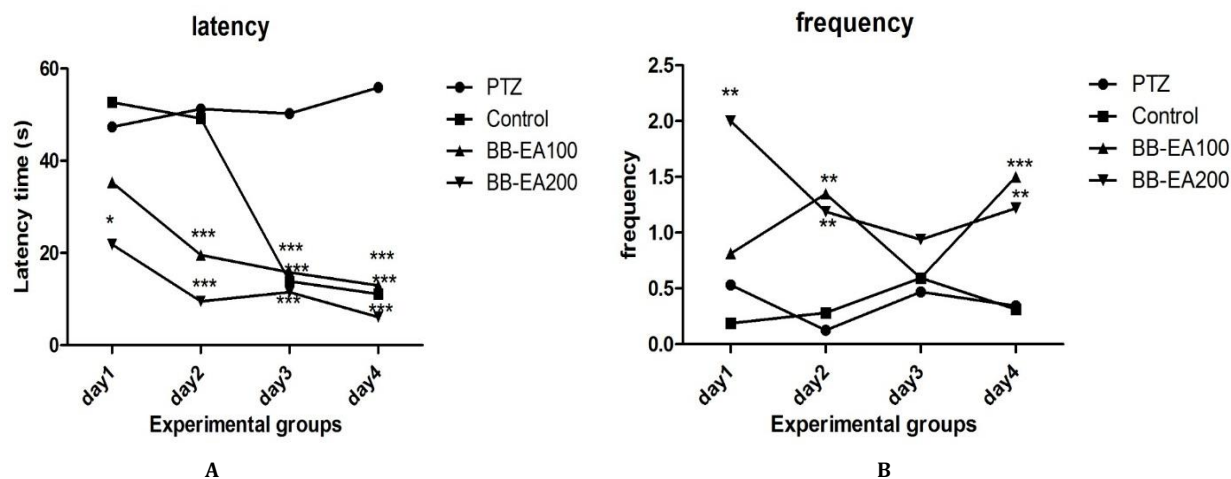 latency
Latency time (s)
60
40
20
0
*
***
***
***
***
***
***
***
***
day1
day2
day3
day4
Experimental groups
PTZ
Control
BB-EA100
BB-EA200
A
frequency
frequency
2.5
2.0
1.5
1.0
0.5
0.0
**
**
**
***
**
day1
day2
day3
day4
Experimental groups
PTZ
Control
BB-EA100
BB-EA200
B